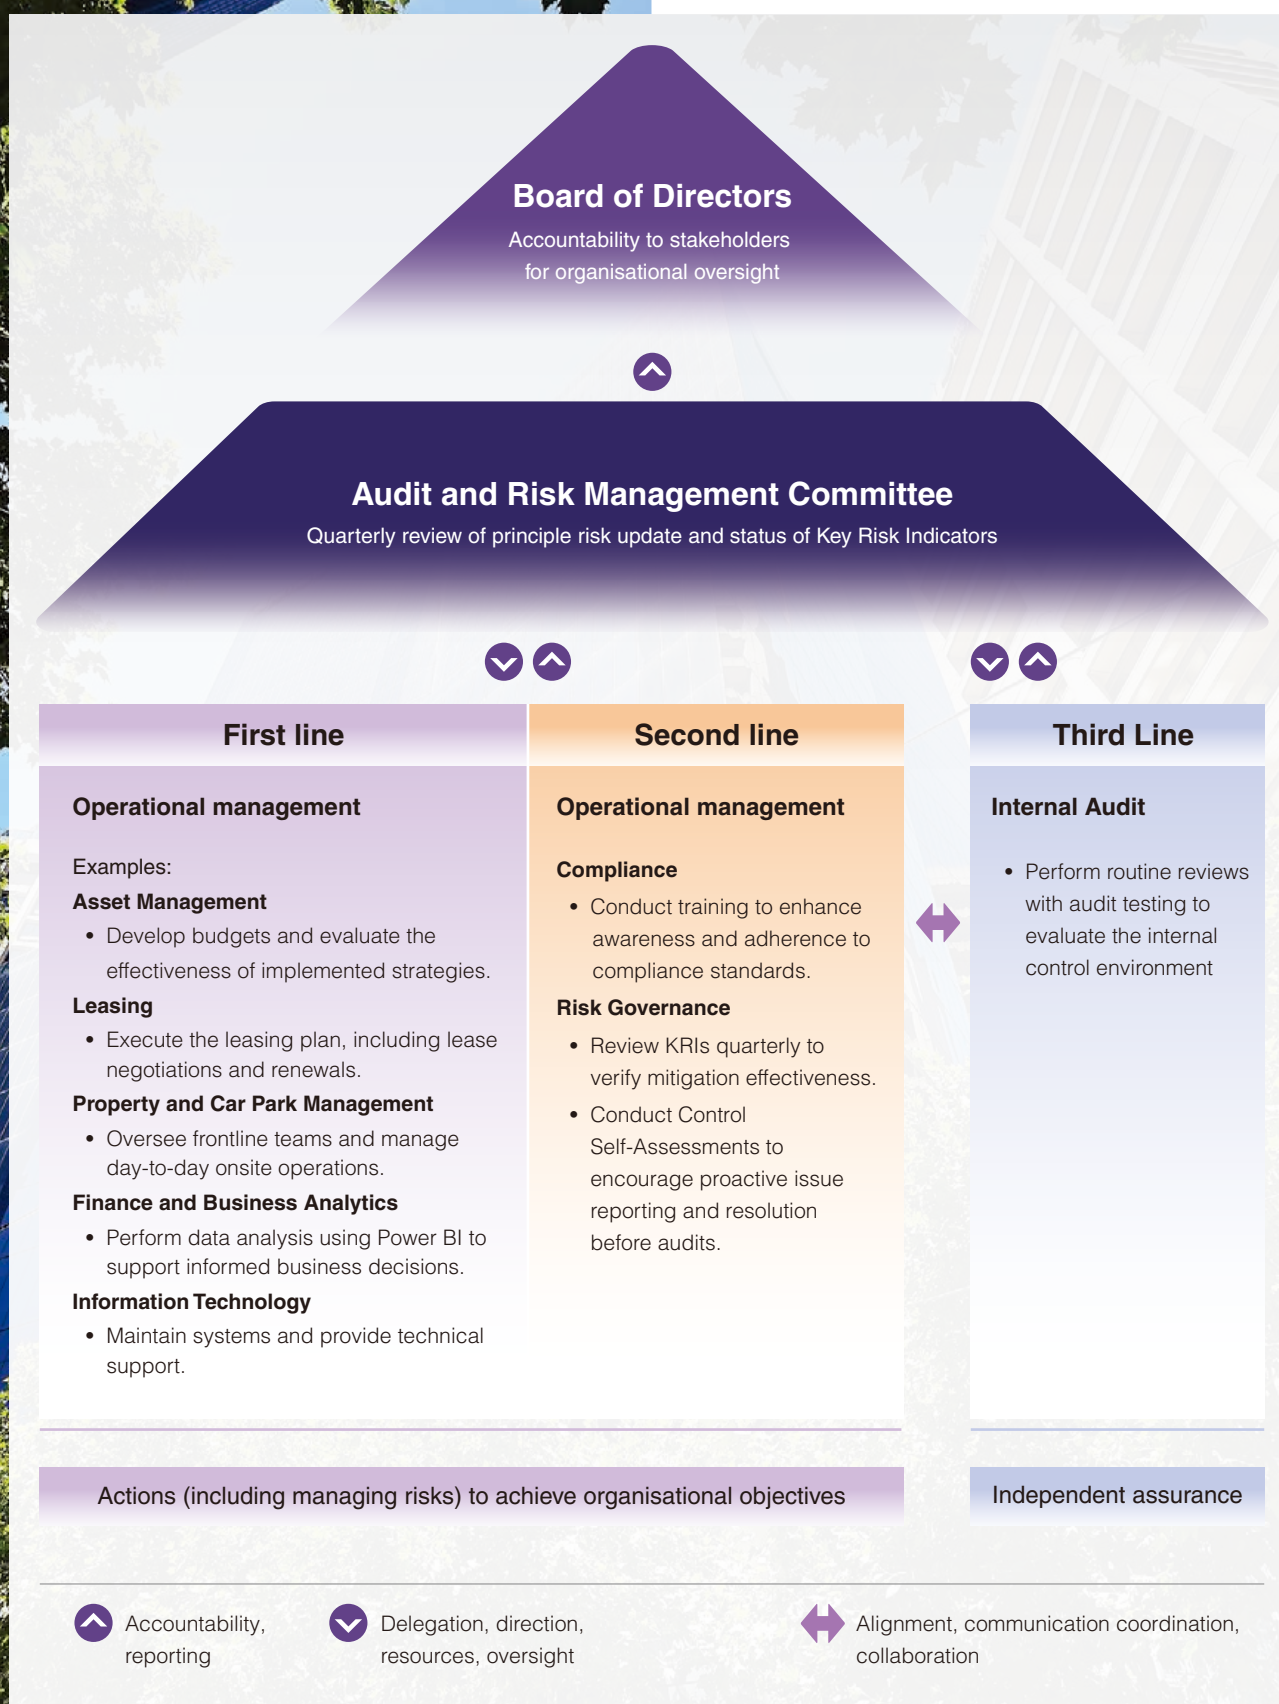 Board of Directors
Accountability to stakeholders
for organisational oversight
Audit and Risk Management Committee
Quarterly review of principle risk update and status of Key Risk Indicators
First line
Operational management
Examples:
Asset Management
• Develop budgets and evaluate the
effectiveness of implemented strategies.
Leasing
• Execute the leasing plan, including lease
negotiations and renewals.
Property and Car Park Management
• Oversee frontline teams and manage
day-to-day onsite operations.
Finance and Business Analytics
• Perform data analysis using Power BI to
support informed business decisions.
Information Technology
• Maintain systems and provide technical
support.
Second line
Operational management
Compliance
• Conduct training to enhance
awareness and adherence to
compliance standards.
Risk Governance
• Review KRIs quarterly to
verify mitigation effectiveness.
• Conduct Control
Self-Assessments to
encourage proactive issue
reporting and resolution
before audits.
Third Line
Internal Audit
• Perform routine reviews
with audit testing to
evaluate the internal
control environment
Actions (including managing risks) to achieve organisational objectives
Independent assurance
Accountability,
reporting
Delegation, direction,
resources, oversight
Alignment, communication coordination,
collaboration